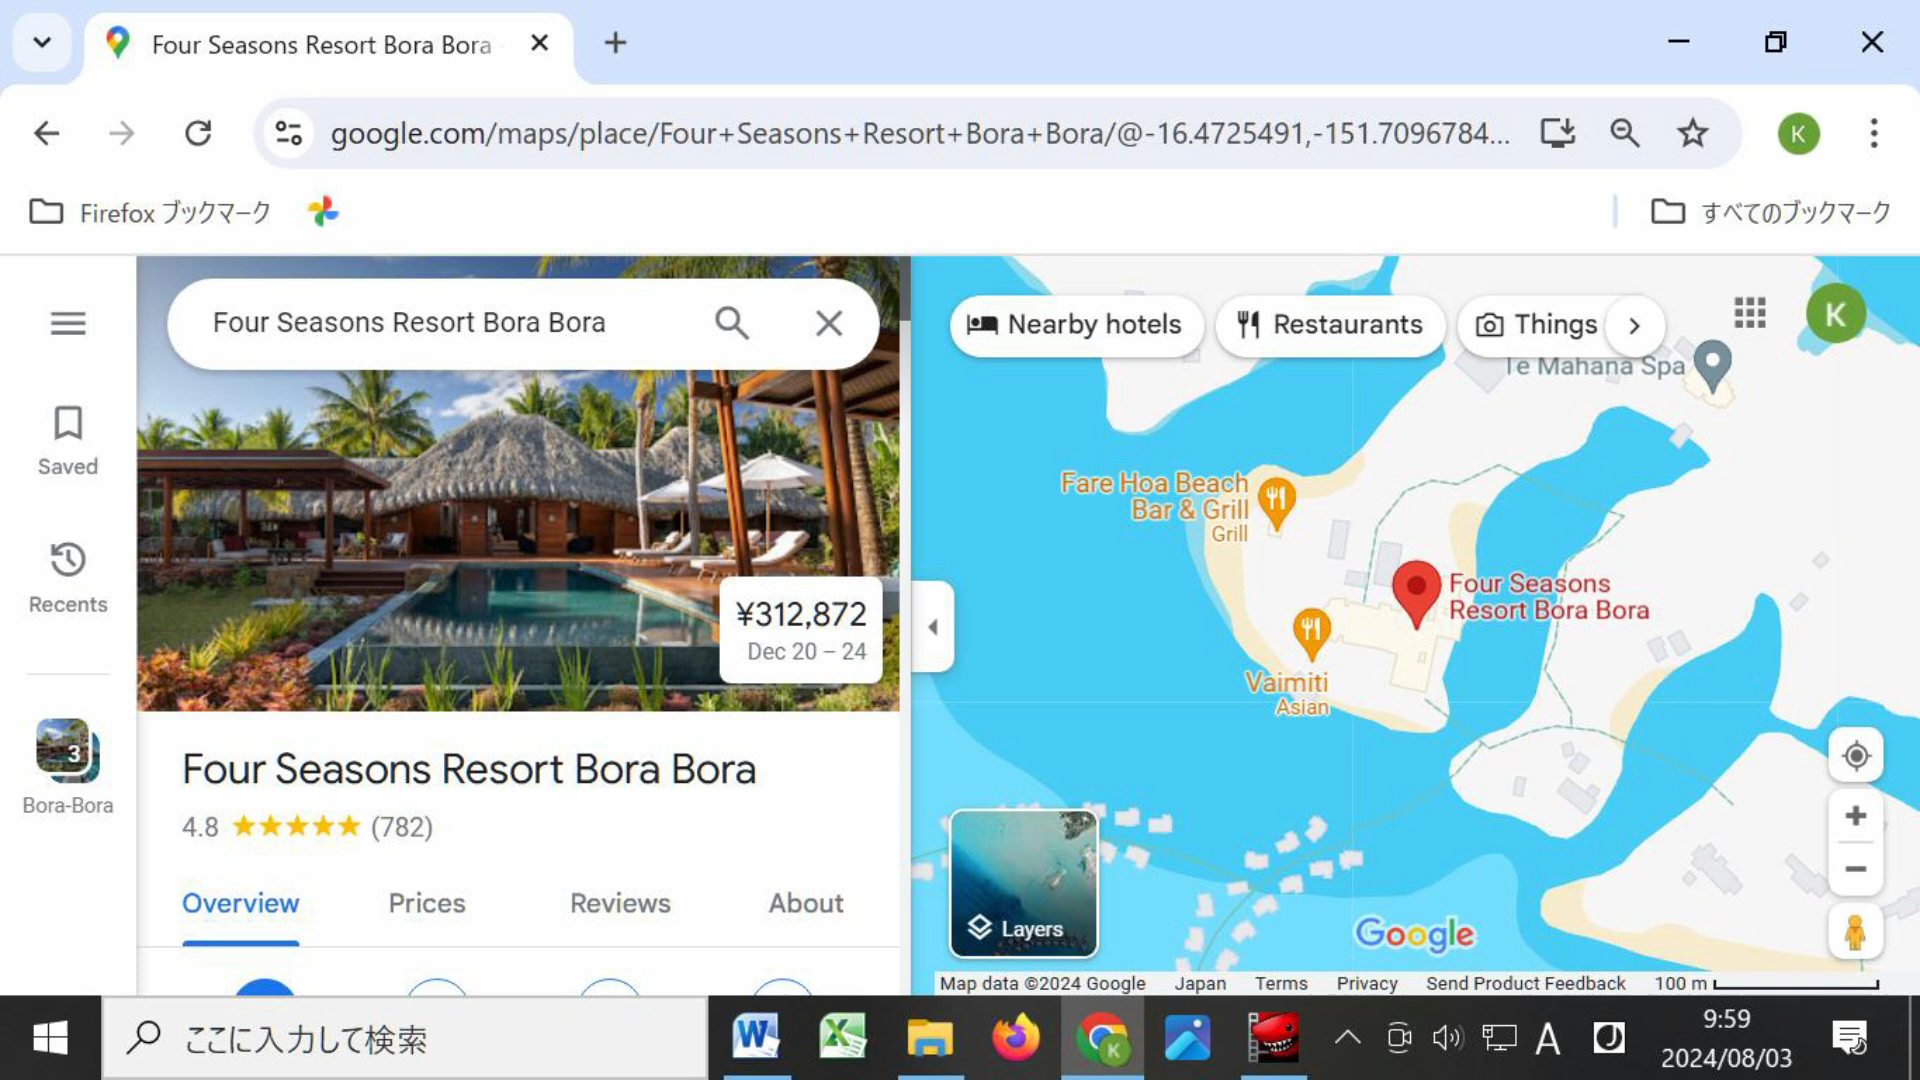 Four Seasons Resort Bora Bora
google.com/maps/place/Four+Seasons+Resort+Bora+Bora/@-16.4725491,-151.7096784...
K
Firefox ブックマーク
すべてのブックマーク
Four Seasons Resort Bora Bora
Nearby hotels
Restaurants
Things
K
Te Mahana Spa
Saved
Recents
3
Bora-Bora
Fare Hoa Beach
Bar & Grill
Grill
Four Seasons
Resort Bora Bora
Vaimiti
Asian
¥312,872
Dec 20 – 24
Four Seasons Resort Bora Bora
4.8
(782)
Overview
Prices
Reviews
About
Layers
Google
Map data ©2024 Google
Japan
Terms
Privacy
Send Product Feedback
100 m
ここに入力して検索
W
X
K
A
J
9:59
2024/08/03